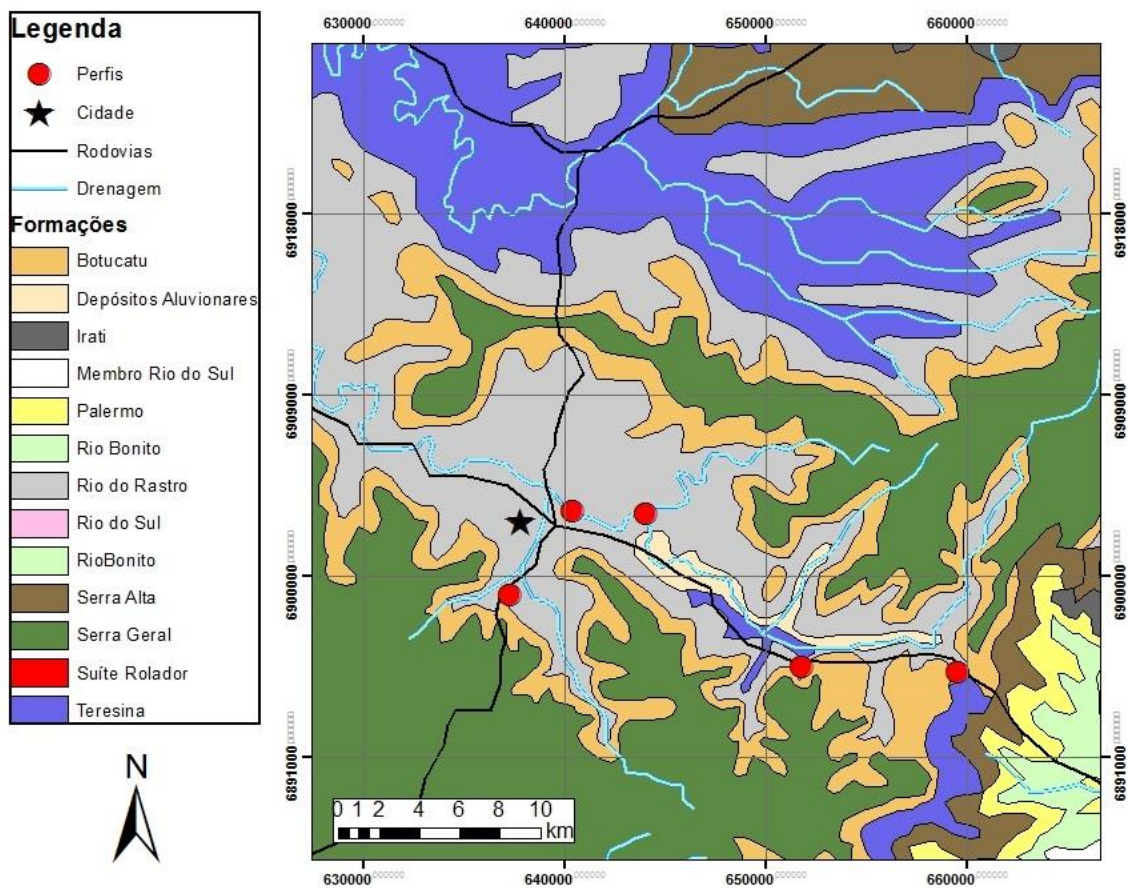 Legenda
Perfis
Cidade
Rodovias
Drenagem
Formações
Botucatu
Depósitos Aluvionares
Irati
Membro Rio do Sul
Palermo
Rio Bonito
Rio do Rastro
Rio do Sul
RioBonito
Serra Alta
Serra Geral
Suíte Rolador
Teresina
N
630000 640000 650000 660000
6918000 6918000
6909000 6909000
6900000 6900000
6891000 6891000
0 1 2 4 6 8 10
km
630000 640000 650000 660000